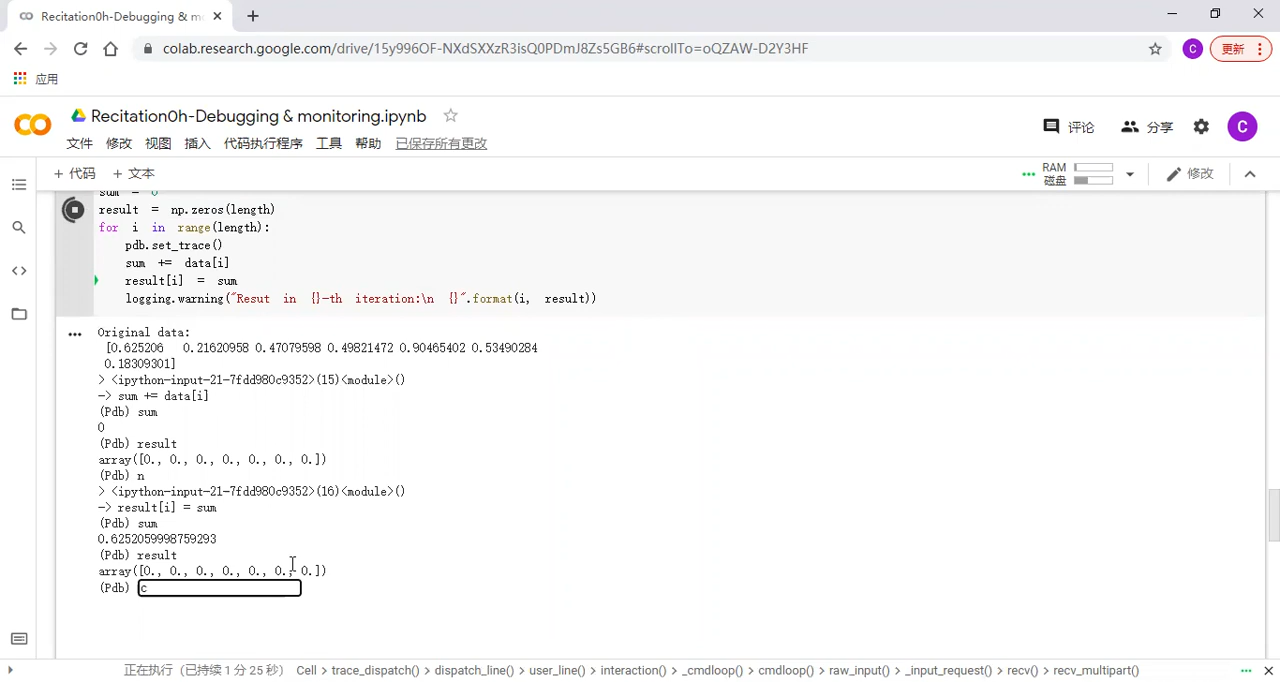 Recitation0h-Debugging & mo
colab.research.google.com/drive/15y996OF-NXdSXXzR3isQ0PDmJ8Zs5GB6#scrollTo=oQZAW-D2Y3HF
C
更新
应用
Recitation0h-Debugging & monitoring.ipynb
评论
分享
C
文件 修改 视图 插入 代码执行程序 工具 帮助 已保存所有更改
+ 代码 + 文本
RAM
磁盘
修改
sum = 0
result = np.zeros(length)
for i in range(length):
pdb.set_trace()
sum += data[i]
result[i] = sum
logging.warning("Resut in {}-th iteration:\n {}".format(i, result))
Original data:
[0.625206 0.21620958 0.47079598 0.49821472 0.90465402 0.53490284
0.18309301]
> <ipython-input-21-7fdd980c9352>(15)<module>()
-> sum += data[i]
(Pdb) sum
0
(Pdb) result
array([0., 0., 0., 0., 0., 0., 0.])
(Pdb) n
> <ipython-input-21-7fdd980c9352>(16)<module>()
-> result[i] = sum
(Pdb) sum
0.6252059998759293
(Pdb) result
array([0., 0., 0., 0., 0., 0., 0.])
(Pdb) c
正在执行 (已持续 1 分 25 秒) Cell > trace_dispatch() > dispatch_line() > user_line() > interaction() > _cmdloop() > cmdloop() > raw_input() > _input_request() > recv() > recv_multipart()